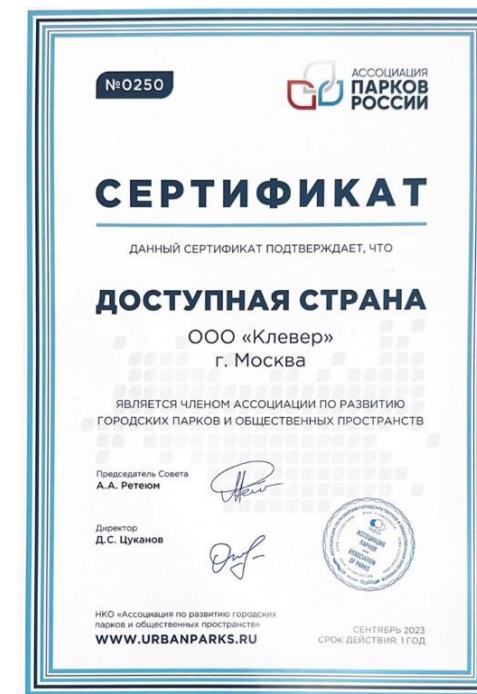 №0250
АССОЦИАЦИЯ
ПАРКОВ
РОССИИ
СЕРТИФИКАТ
ДАННЫЙ СЕРТИФИКАТ ПОДТВЕРЖДАЕТ, ЧТО
ДОСТУПНАЯ СТРАНА
ООО «Клевер»
г. Москва
ЯВЛЯЕТСЯ ЧЛЕНОМ АССОЦИАЦИИ ПО РАЗВИТИЮ
ГОРОДСКИХ ПАРКОВ И ОБЩЕСТВЕННЫХ ПРОСТРАНСТВ
Председатель Совета
А.А. Ретеюм
Директор
Д.С. Цуканов
АССОЦИАЦИЯ
ПАРКОВ
ASSOCIATION
OF PARKS
НКО «Ассоциация по развитию городских
парков и общественных пространств»
WWW.URBANPARKS.RU
СЕНТЯБРЬ 2023
СРОК ДЕЙСТВИЯ: 1 ГОД